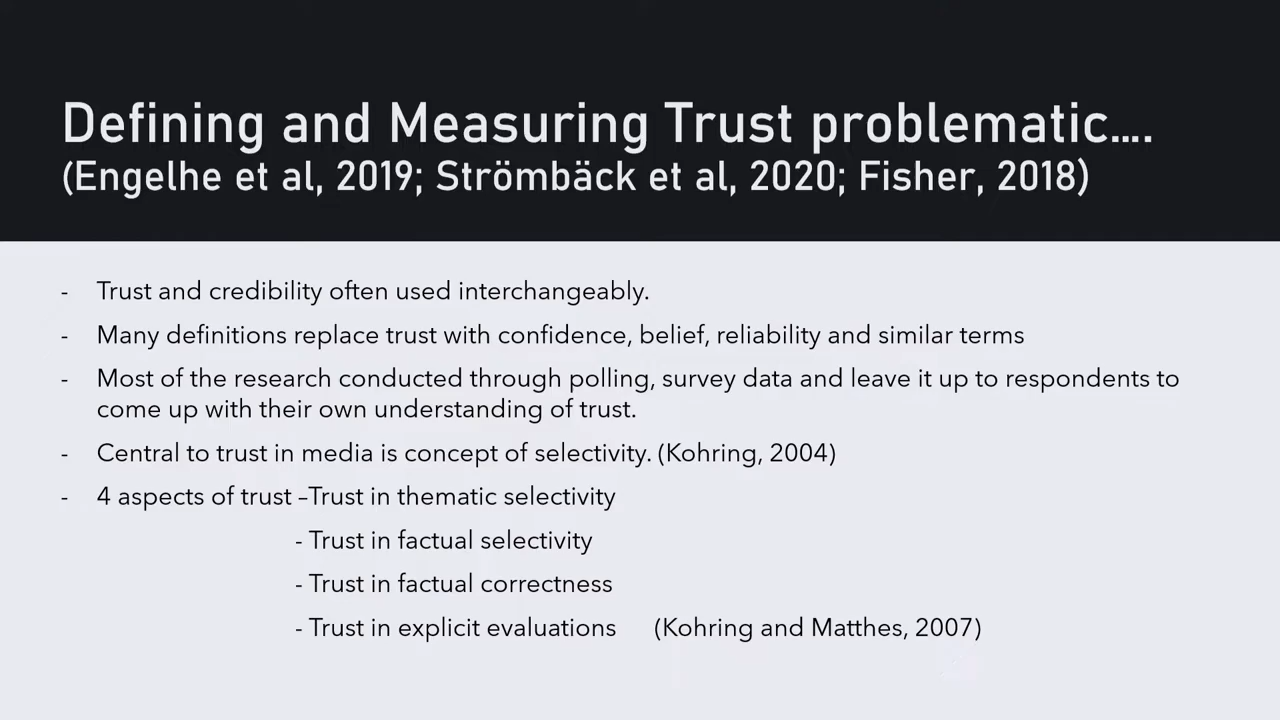 Defining and Measuring Trust problematic....
(Engelhe et al, 2019; Strömbäck et al, 2020; Fisher, 2018)
- Trust and credibility often used interchangeably.
- Many definitions replace trust with confidence, belief, reliability and similar terms
- Most of the research conducted through polling, survey data and leave it up to respondents to
come up with their own understanding of trust.
- Central to trust in media is concept of selectivity. (Kohring, 2004)
- 4 aspects of trust –Trust in thematic selectivity
- Trust in factual selectivity
- Trust in factual correctness
- Trust in explicit evaluations (Kohring and Matthes, 2007)